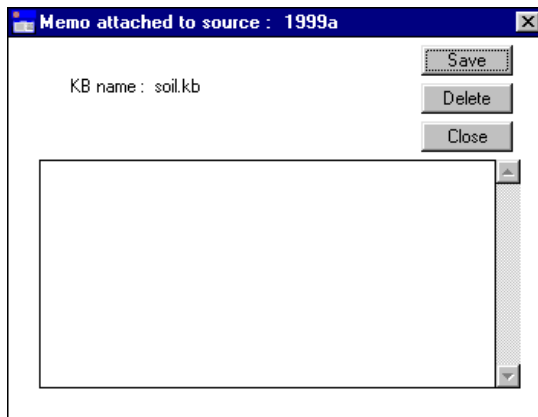 Memo attached to source : 1999a
Save
KB name : soil.kb
Delete
Close